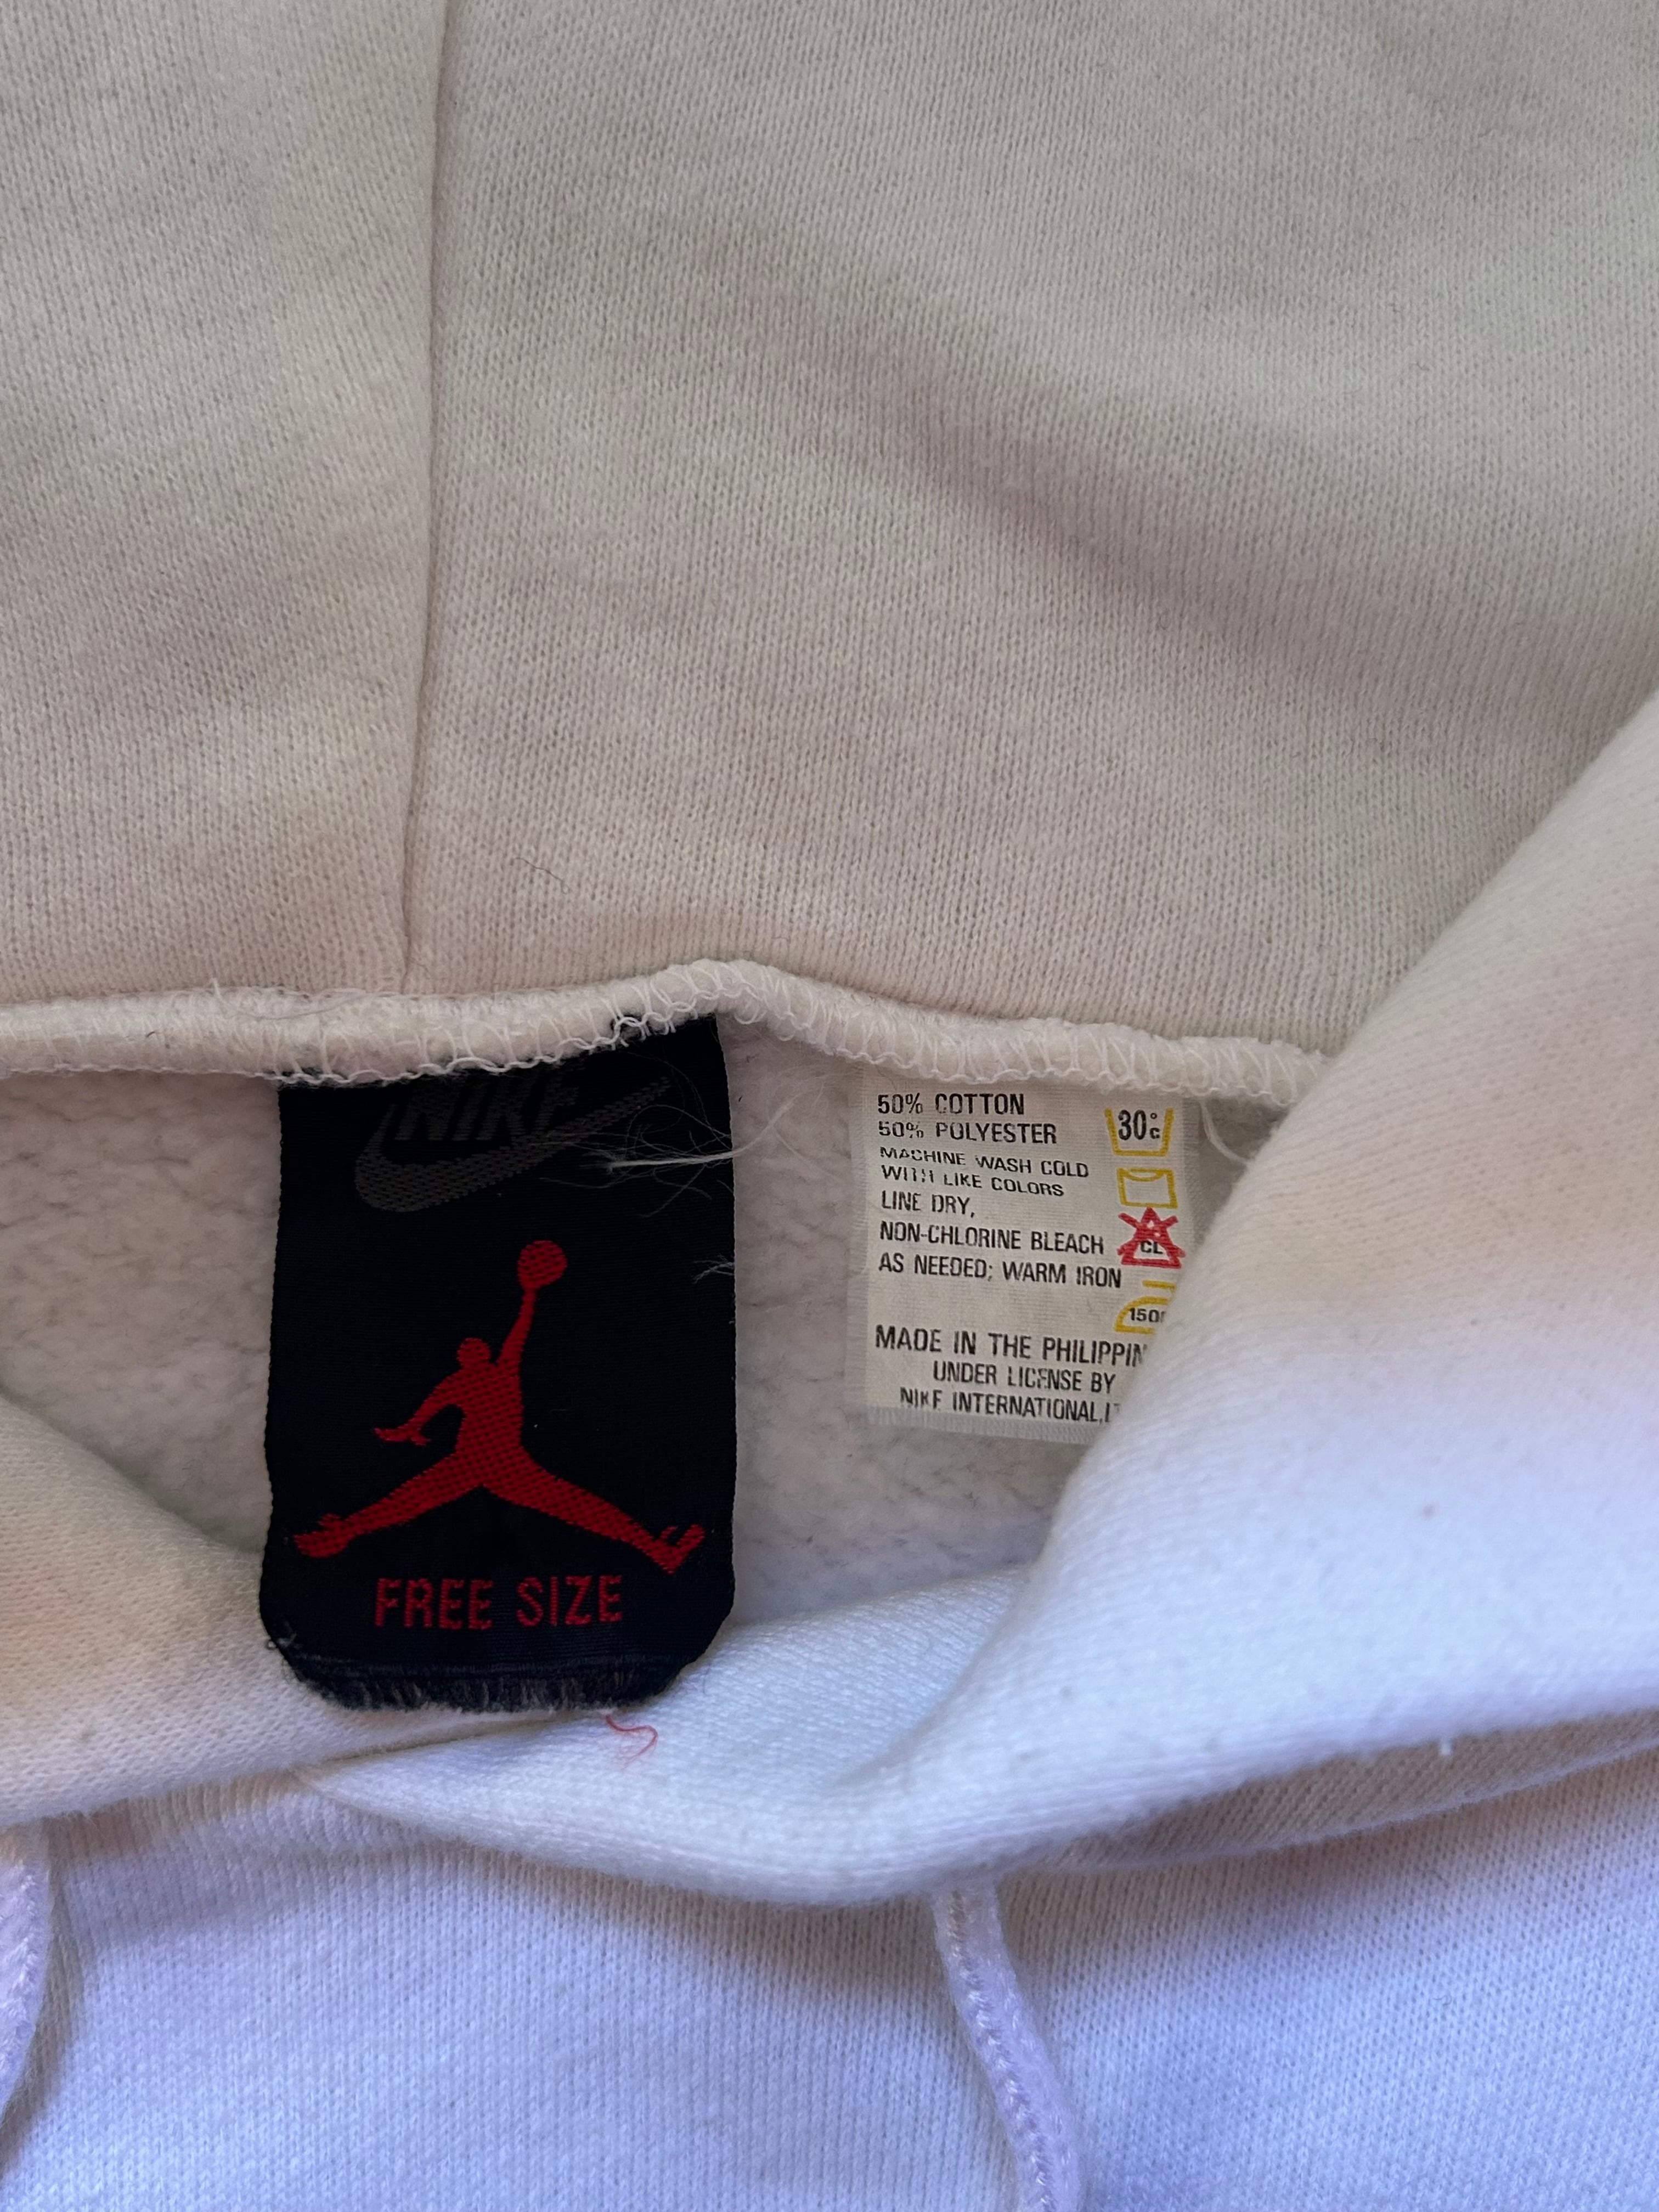 NIKE
FREE SIZE
50% COTTON
50% POLYESTER
MACHINE WASH COLD
WITH LIKE COLORS
LINE DRY,
NON-CHLORINE BLEACH
AS NEEDED; WARM IRON
30°C
CL
MADE IN THE PHILIPPIN
UNDER LICENSE BY
NIKE INTERNATIONAL,